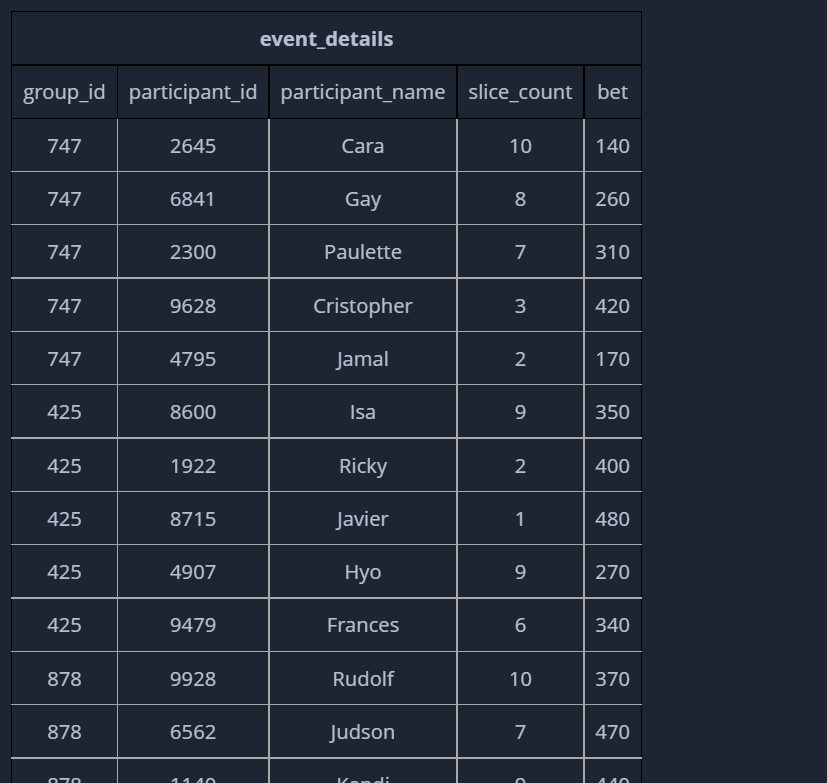 event_details
group_id participant_id participant_name slice_count bet
747 2645 Cara 10 140
747 6841 Gay 8 260
747 2300 Paulette 7 310
747 9628 Cristopher 3 420
747 4795 Jamal 2 170
425 8600 Isa 9 350
425 1922 Ricky 2 400
425 8715 Javier 1 480
425 4907 Hyo 9 270
425 9479 Frances 6 340
878 9928 Rudolf 10 370
878 6562 Judson 7 470